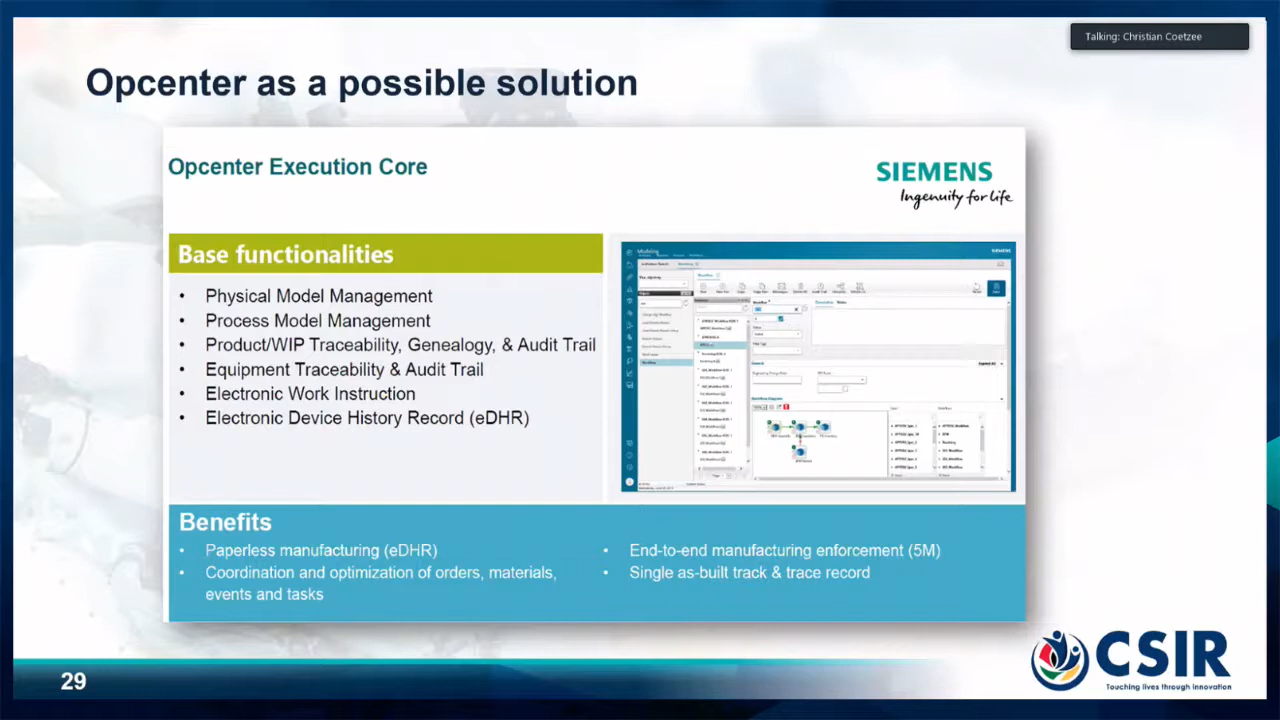 Talking: Christian Coetzee
Opcenter as a possible solution
Opcenter Execution Core
SIEMENS
Ingenuity for life
Base functionalities
• Physical Model Management
• Process Model Management
• Product/WIP Traceability, Genealogy, & Audit Trail
• Equipment Traceability & Audit Trail
• Electronic Work Instruction
• Electronic Device History Record (eDHR)
Modeling
SIEMENS
Benefits
• Paperless manufacturing (eDHR)
• Coordination and optimization of orders, materials,
events and tasks
• End-to-end manufacturing enforcement (5M)
• Single as-built track & trace record
29
CSIR
Touching lives through innovation